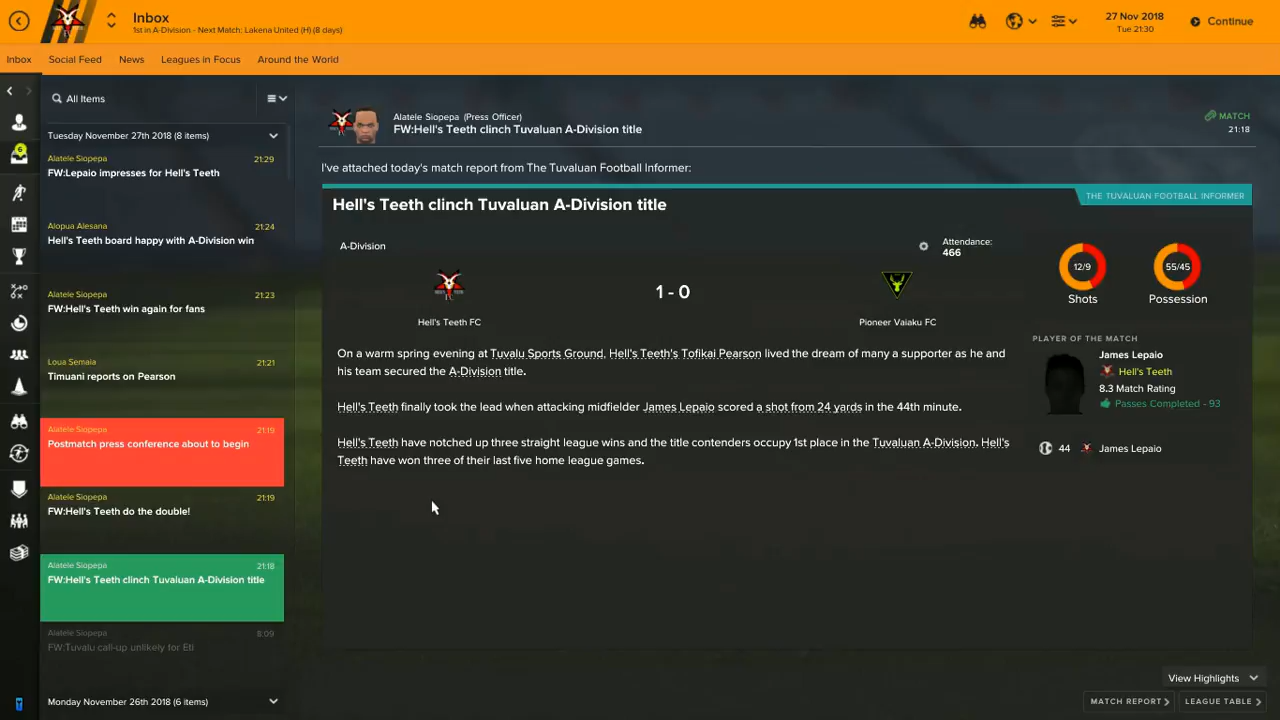 Inbox
1st in A-Division - Next Match: Lakena United (H) (8 days)
27 Nov 2018
Tue 21:30
Continue
Inbox
Social Feed
News
Leagues in Focus
Around the World
6
All Items
Tuesday November 27th 2018 (8 items)
Alatele Siopepa 21:29
FW:Lepaio impresses for Hell's Teeth
Alopua Alesana 21:24
Hell's Teeth board happy with A-Division win
Alatele Siopepa 21:23
FW:Hell's Teeth win again for fans
Loua Semaia 21:21
Timuani reports on Pearson
Alatele Siopepa 21:19
Postmatch press conference about to begin
Alatele Siopepa 21:19
FW:Hell's Teeth do the double!
Alatele Siopepa 21:18
FW:Hell's Teeth clinch Tuvaluan A-Division title
Alatele Siopepa 8:09
FW:Tuvalu call-up unlikely for Eti
Monday November 26th 2018 (6 items)
Alatele Siopepa (Press Officer)
FW:Hell's Teeth clinch Tuvaluan A-Division title
MATCH
21:18
I've attached today's match report from The Tuvaluan Football Informer:
THE TUVALUAN FOOTBALL INFORMER
Hell's Teeth clinch Tuvaluan A-Division title
A-Division
Attendance:
466
1 - 0
Hell's Teeth FC
Pioneer Vaiaku FC
12/9
Shots
55/45
Possession
On a warm spring evening at Tuvalu Sports Ground, Hell's Teeth's Tofikai Pearson lived the dream of many a supporter as he and
his team secured the A-Division title.
Hell's Teeth finally took the lead when attacking midfielder James Lepaio scored a shot from 24 yards in the 44th minute.
Hell's Teeth have notched up three straight league wins and the title contenders occupy 1st place in the Tuvaluan A-Division. Hell's
Teeth have won three of their last five home league games.
PLAYER OF THE MATCH
James Lepaio
Hell's Teeth
8.3 Match Rating
Passes Completed - 93
44 James Lepaio
View Highlights
MATCH REPORT
LEAGUE TABLE